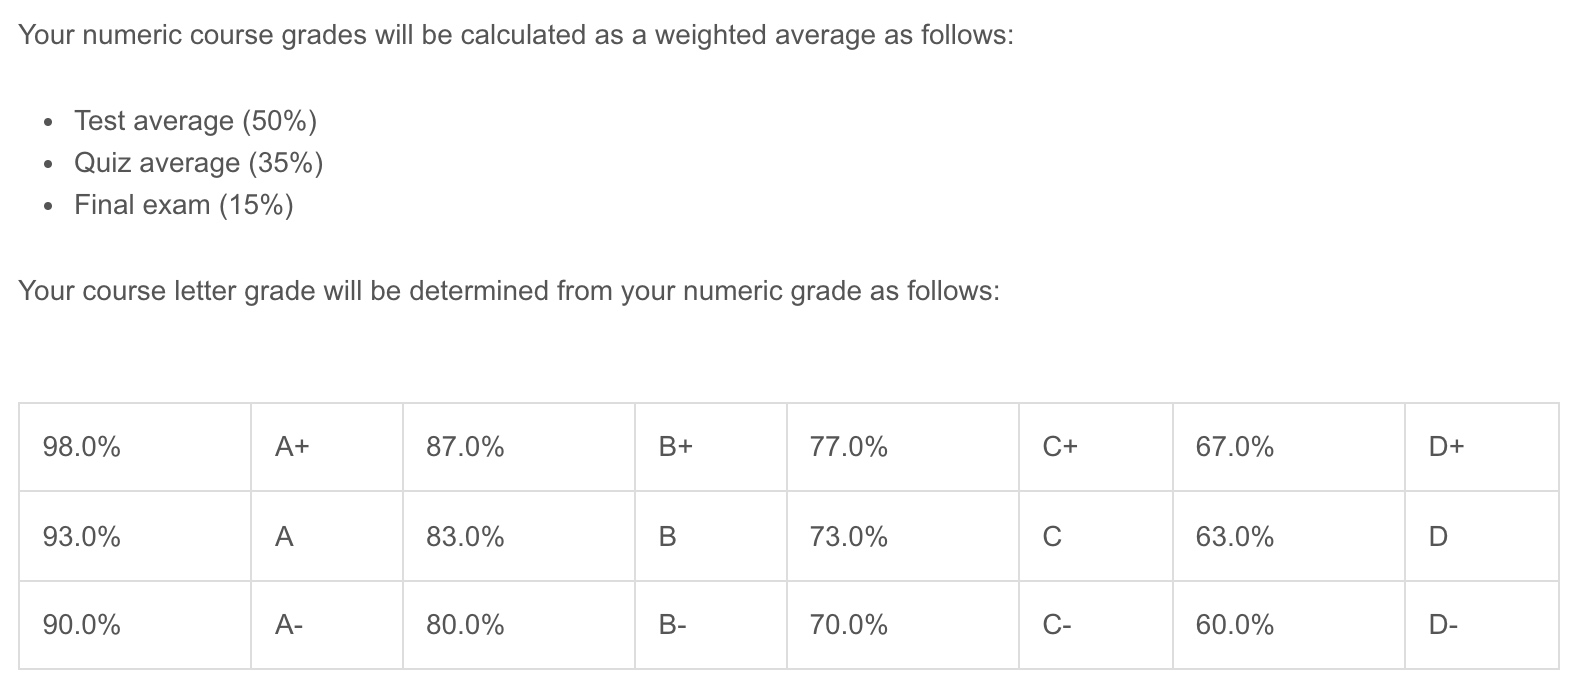 Your numeric course grades will be calculated as a weighted average as follows:
• Test average (50%)
• Quiz average (35%)
• Final exam (15%)
Your course letter grade will be determined from your numeric grade as follows:
98.0% A+ 87.0% B+ 77.0% C+ 67.0% D+
93.0% A 83.0% B 73.0% C 63.0% D
90.0% A- 80.0% B- 70.0% C- 60.0% D-